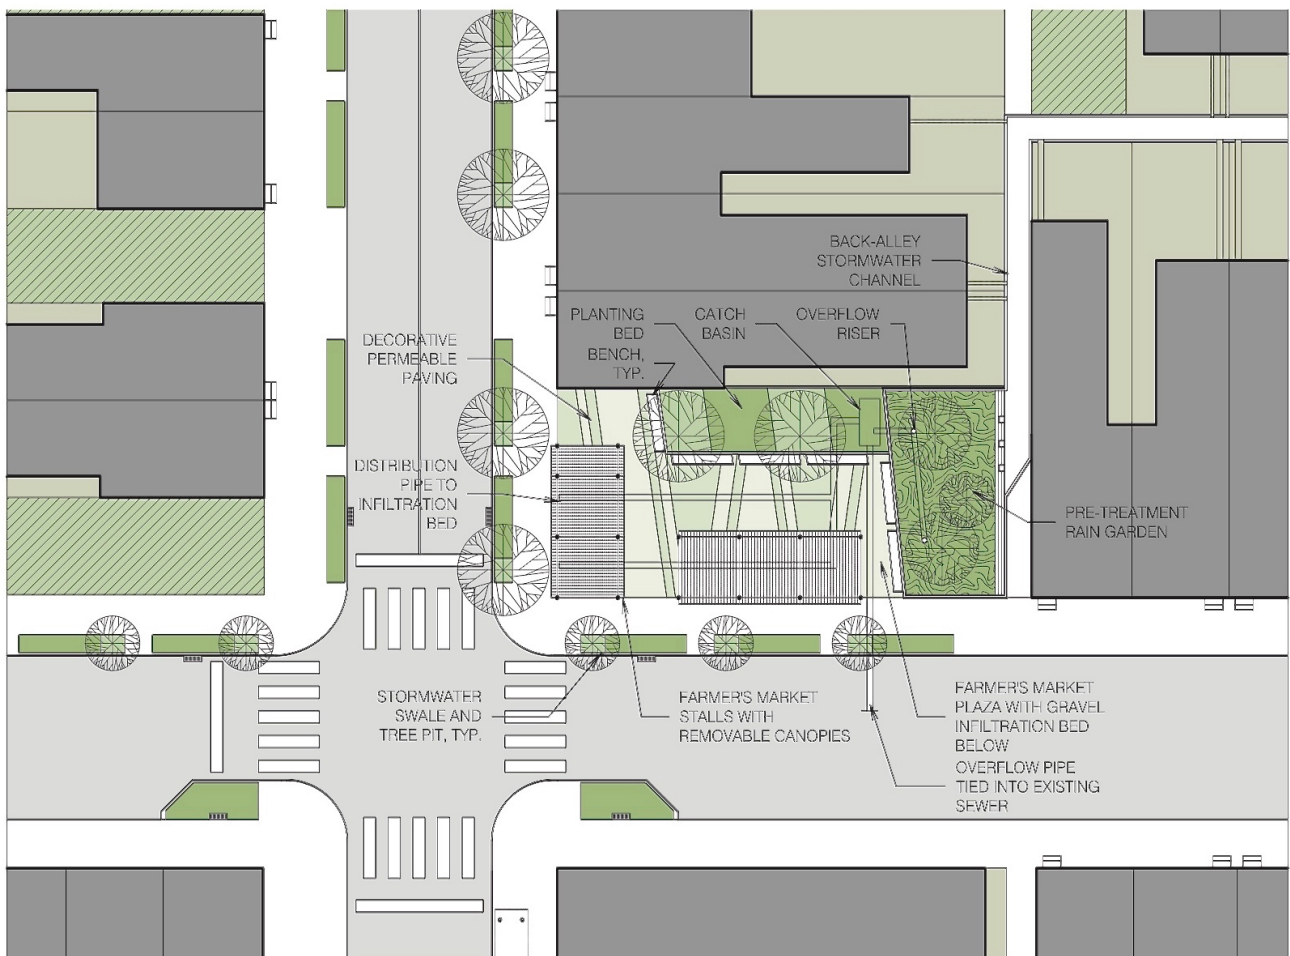 BACK-ALLEY
STORMWATER
CHANNEL
PLANTING
BED
BENCH,
TYP.
CATCH
BASIN
OVERFLOW
RISER
DECORATIVE
PERMEABLE
PAVING
DISTRIBUTION
PIPE TO
INFILTRATION
BED
PRE-TREATMENT
RAIN GARDEN
STORMWATER
SWALE AND
TREE PIT, TYP.
FARMER'S MARKET
STALLS WITH
REMOVABLE CANOPIES
FARMER'S MARKET
PLAZA WITH GRAVEL
INFILTRATION BED
BELOW
OVERFLOW PIPE
TIED INTO EXISTING
SEWER